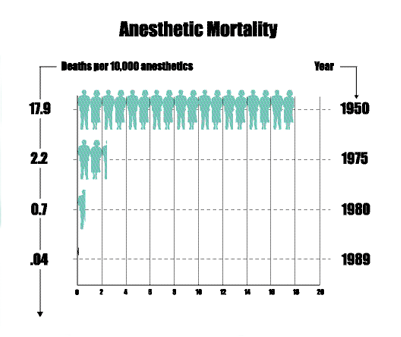 Anesthetic Mortality
Deaths per 10,000 anesthetics Year
17.9 1950
2.2 1975
0.7 1980
.04 1989
0 2 4 6 8 10 12 14 16 18 20